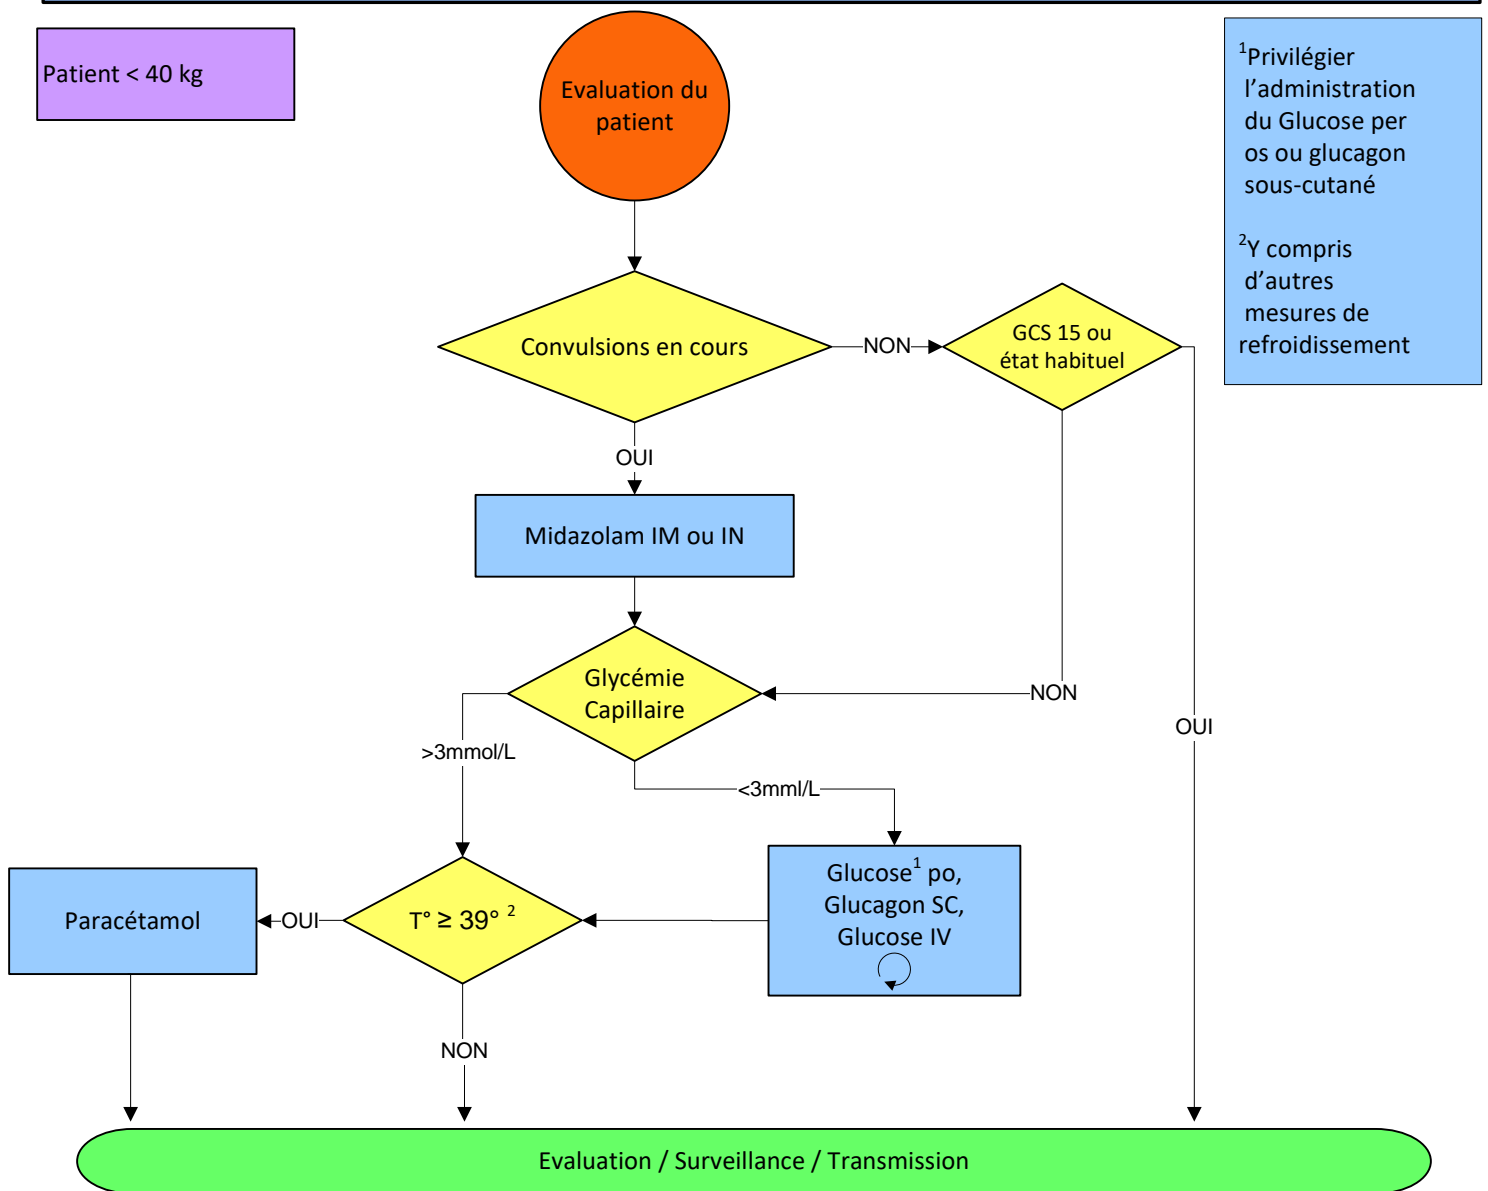 Patient < 40 kg
Evaluation du
patient
¹Privilégier
l’administration
du Glucose per
os ou glucagon
sous-cutané
²Y compris
d’autres
mesures de
refroidissement
Convulsions en cours
NON
GCS 15 ou
état habituel
OUI
Midazolam IM ou IN
Glycémie
Capillaire
NON
OUI
>3mmol/L
<3mml/L
Glucose¹ po,
Glucagon SC,
Glucose IV
Paracétamol
OUI
T° ≥ 39° ²
NON
Evaluation / Surveillance / Transmission